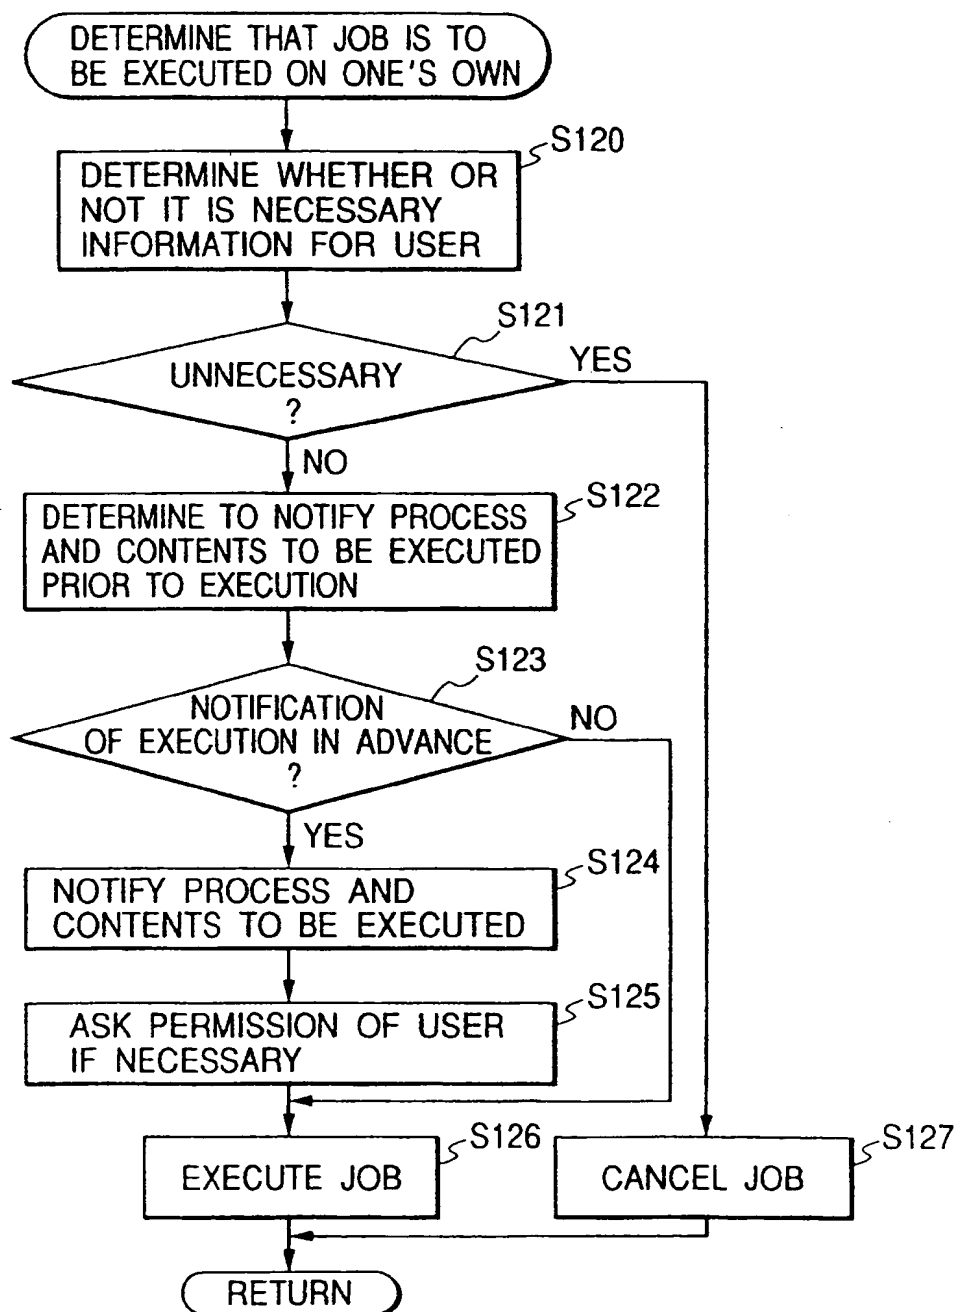 DETERMINE THAT JOB IS TO
BE EXECUTED ON ONE'S OWN
S120
DETERMINE WHETHER OR
NOT IT IS NECESSARY
INFORMATION FOR USER
S121
UNNECESSARY
?
YES
NO
S122
DETERMINE TO NOTIFY PROCESS
AND CONTENTS TO BE EXECUTED
PRIOR TO EXECUTION
S123
NOTIFICATION
OF EXECUTION IN ADVANCE
?
NO
YES
S124
NOTIFY PROCESS AND
CONTENTS TO BE EXECUTED
S125
ASK PERMISSION OF USER
IF NECESSARY
S126
EXECUTE JOB
S127
CANCEL JOB
RETURN